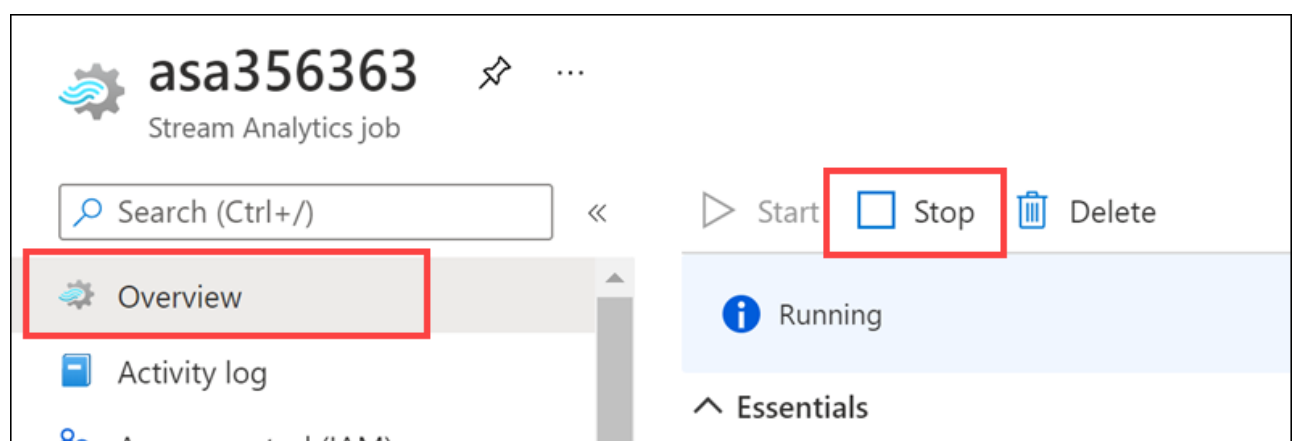 asa356363 ...
Stream Analytics job
Search (Ctrl+/) «
Start Stop Delete
Overview
Running
Activity log
Essentials